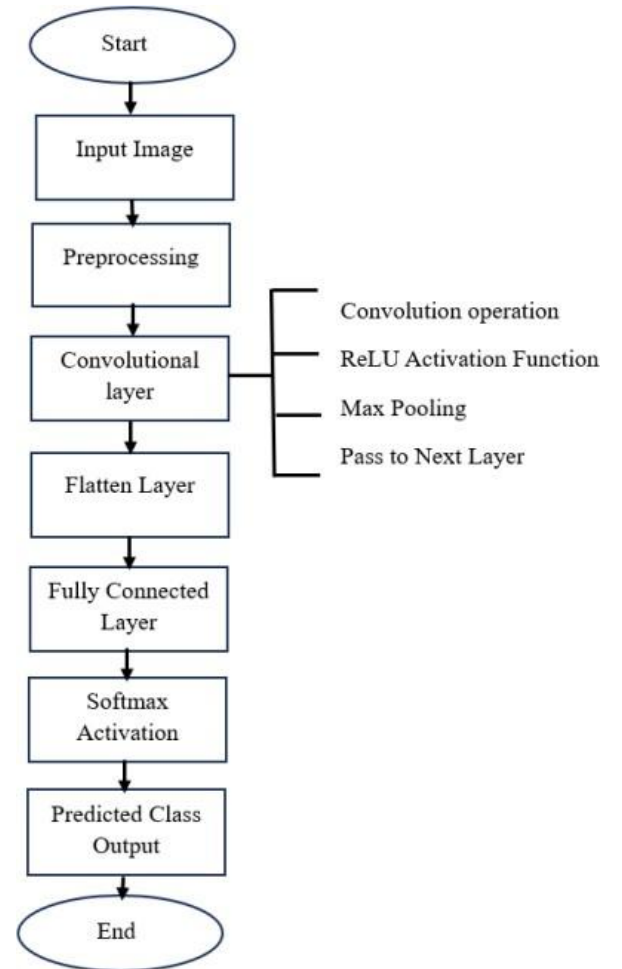 Start
Input Image
Preprocessing
Convolutional
layer
Convolution operation
ReLU Activation Function
Max Pooling
Pass to Next Layer
Flatten Layer
Fully Connected
Layer
Softmax
Activation
Predicted Class
Output
End